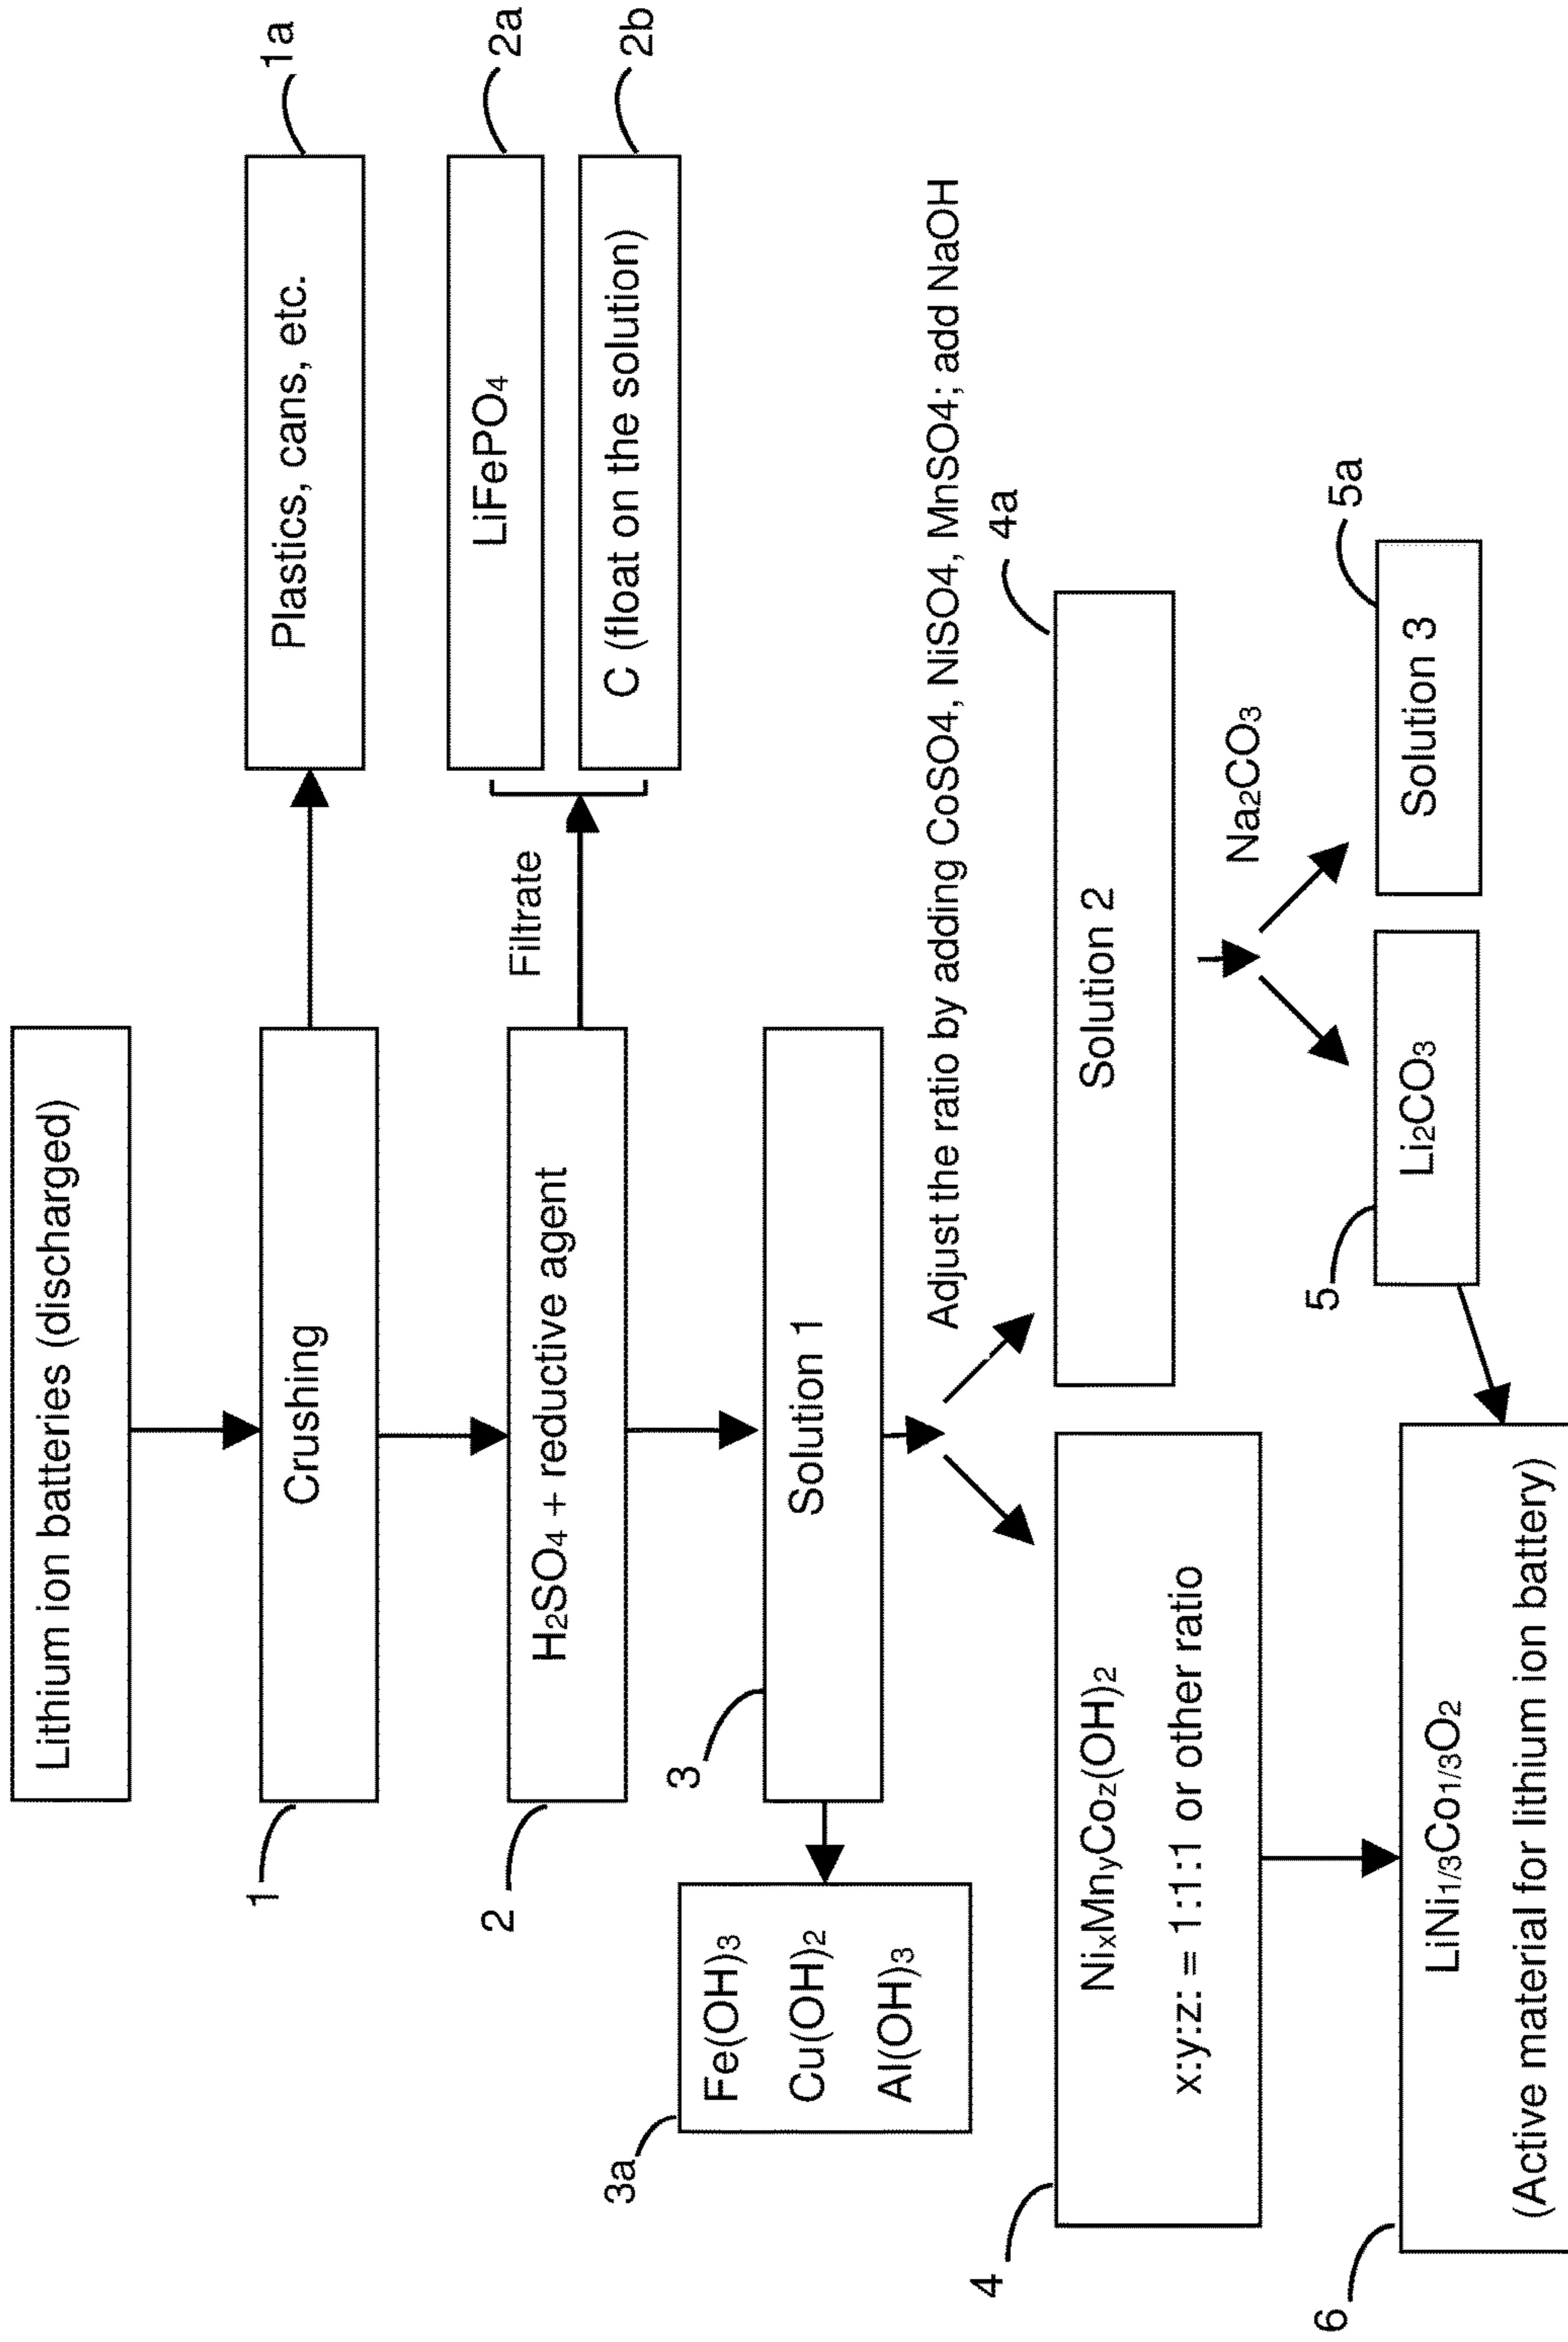 Lithium ion batteries (discharged)
1
Crushing
Plastics, cans, etc.
1a
2
H₂SO₄ + reductive agent
Filtrate
LiFePO₄
2a
C (float on the solution)
2b
3
Solution 1
3a
Fe(OH)₃
Cu(OH)₂
Al(OH)₃
Adjust the ratio by adding CoSO4, NiSO4, MnSO4; add NaOH
4
NiₓMnᵧCo_z(OH)₂
x:y:z: = 1:1:1 or other ratio
Solution 2
4a
Na₂CO₃
5
Li₂CO₃
Solution 3
5a
6
LiNi₁/₃Co₁/₃O₂
(Active material for lithium ion battery)